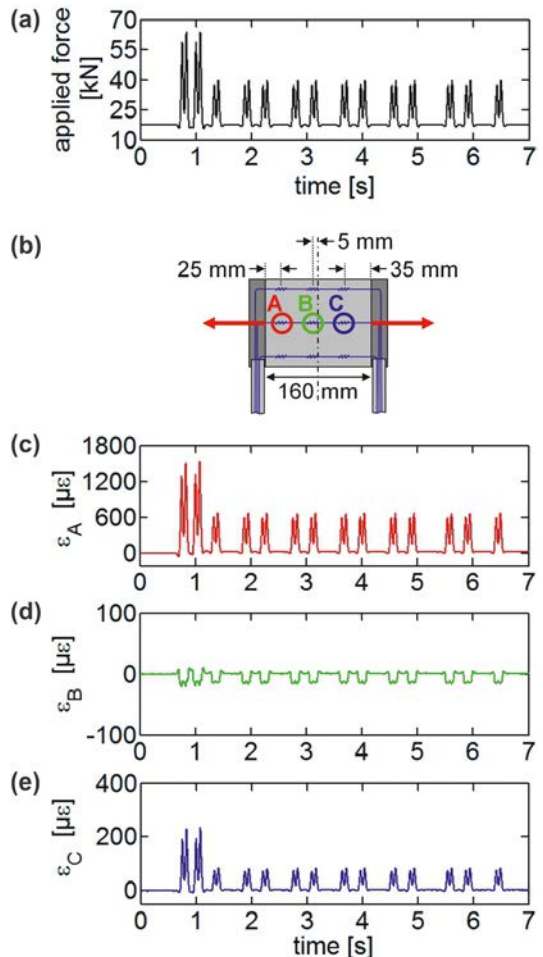 (a)
applied force
[kN]
70
55
40
25
10
0 1 2 3 4 5 6 7
time [s]
(b)
5 mm
25 mm
35 mm
A B C
160 mm
(c)
εA [µε]
1800
1200
600
0
0 1 2 3 4 5 6 7
(d)
εB [µε]
100
0
-100
0 1 2 3 4 5 6 7
(e)
εC [µε]
400
200
0
0 1 2 3 4 5 6 7
time [s]